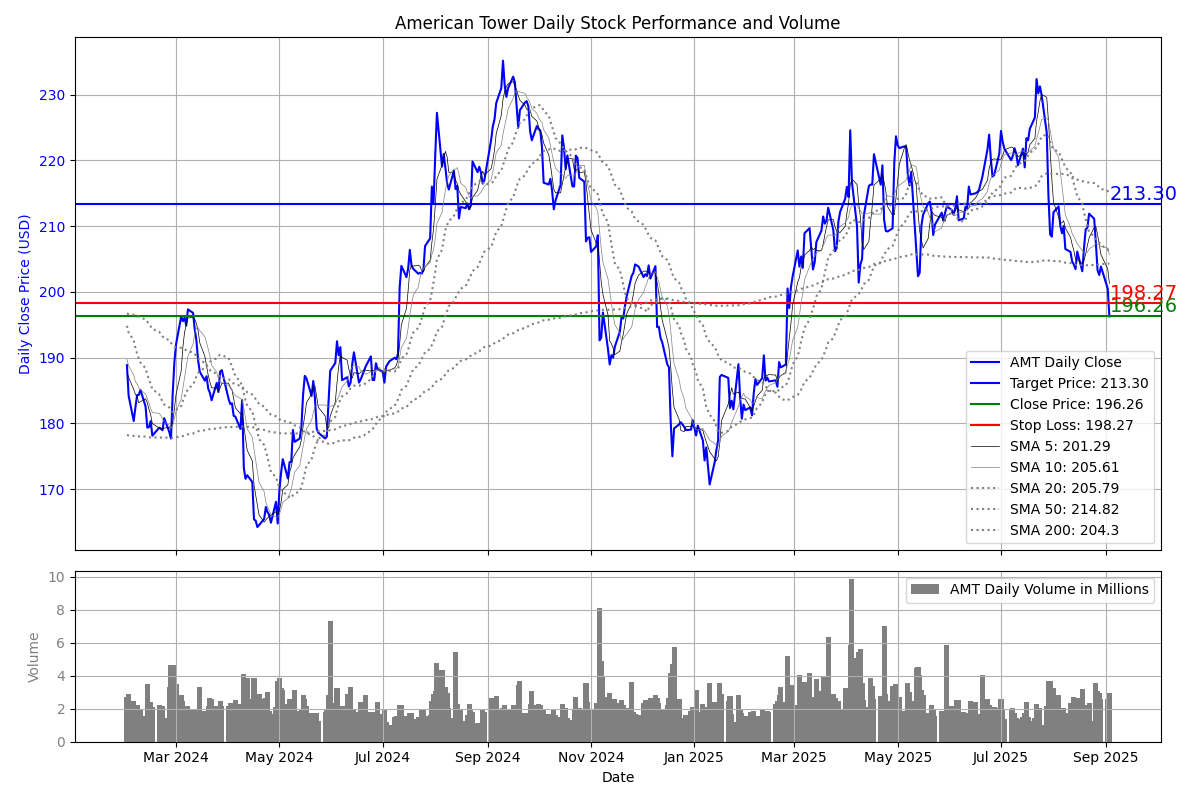 American Tower Daily Stock Performance and Volume
Daily Close Price (USD)
230
220
210
200
190
180
170
213.30
198.27
196.26
AMT Daily Close
Target Price: 213.30
Close Price: 196.26
Stop Loss: 198.27
SMA 5: 201.29
SMA 10: 205.61
SMA 20: 205.79
SMA 50: 214.82
SMA 200: 204.3
Volume
10
8
6
4
2
0
AMT Daily Volume in Millions
Mar 2024 May 2024 Jul 2024 Sep 2024 Nov 2024 Jan 2025 Mar 2025 May 2025 Jul 2025 Sep 2025
Date